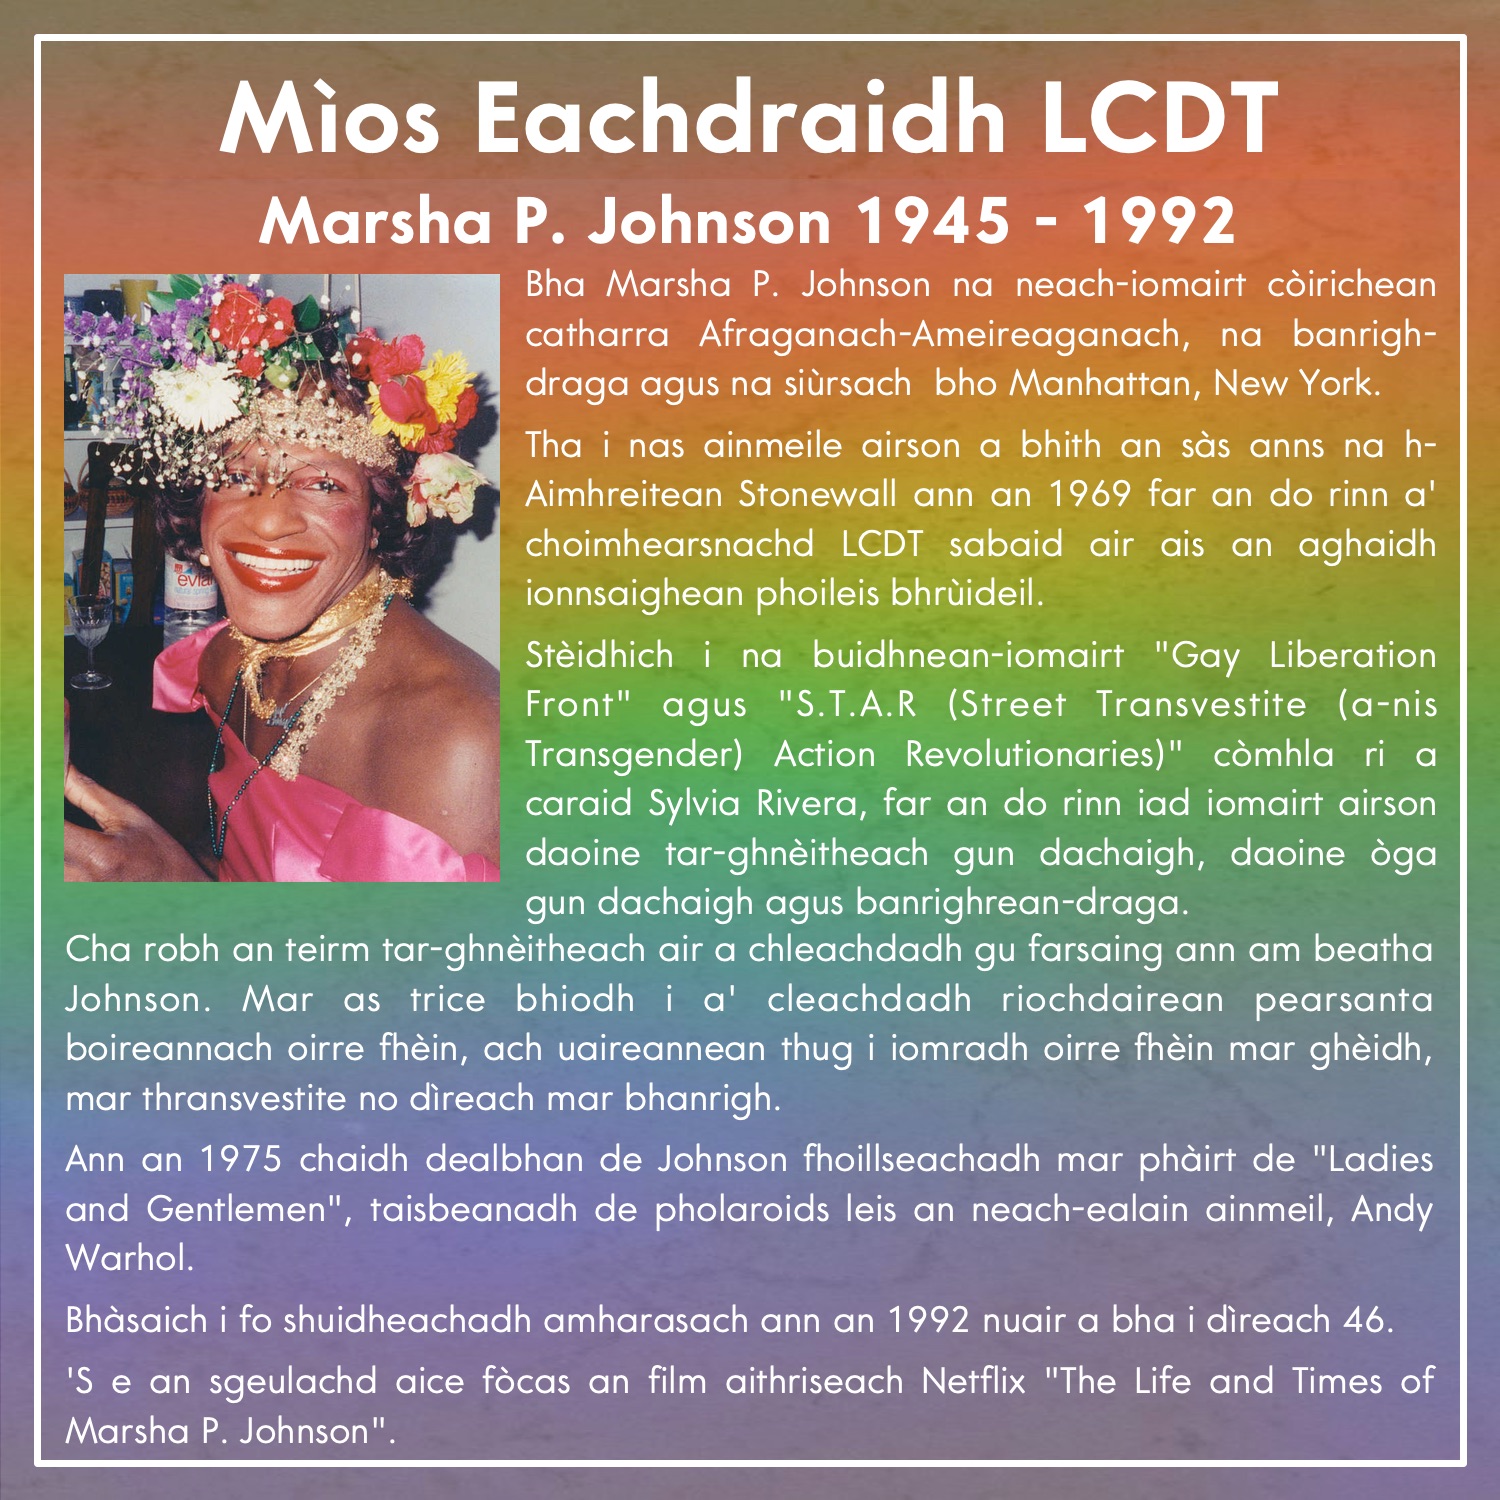 Mìos Eachdraidh LCDT
Marsha P. Johnson 1945 - 1992
Bha Marsha P. Johnson na neach-iomairt còirichean
catharra Afraganach-Ameireaganach, na banrigh-
draga agus na siùrsach bho Manhattan, New York.
Tha i nas ainmeile airson a bhith an sàs anns na h-
Aimhreitean Stonewall ann an 1969 far an do rinn a'
choimhearsnachd LCDT sabaid air ais an aghaidh
ionnsaighean phoileis bhrùideil.
Stèidhich i na buidhnean-iomairt "Gay Liberation
Front" agus "S.T.A.R (Street Transvestite (a-nis
Transgender) Action Revolutionaries)" còmhla ri a
caraid Sylvia Rivera, far an do rinn iad iomairt airson
daoine tar-ghnèitheach gun dachaigh, daoine òga
gun dachaigh agus banrighrean-draga.
Cha robh an teirm tar-ghnèitheach air a chleachdadh gu farsaing ann am beatha
Johnson. Mar as trice bhiodh i a' cleachdadh riochdairean pearsanta
boireannach oirre fhèin, ach uaireannean thug i iomradh oirre fhèin mar ghèidh,
mar thransvestite no dìreach mar bhanrigh.
Ann an 1975 chaidh dealbhan de Johnson fhoillseachadh mar phàirt de "Ladies
and Gentlemen", taisbeanadh de pholaroids leis an neach-ealain ainmeil, Andy
Warhol.
Bhàsaich i fo shuidheachadh amharasach ann an 1992 nuair a bha i dìreach 46.
'S e an sgeulachd aice fòcas an film aithriseach Netflix "The Life and Times of
Marsha P. Johnson".